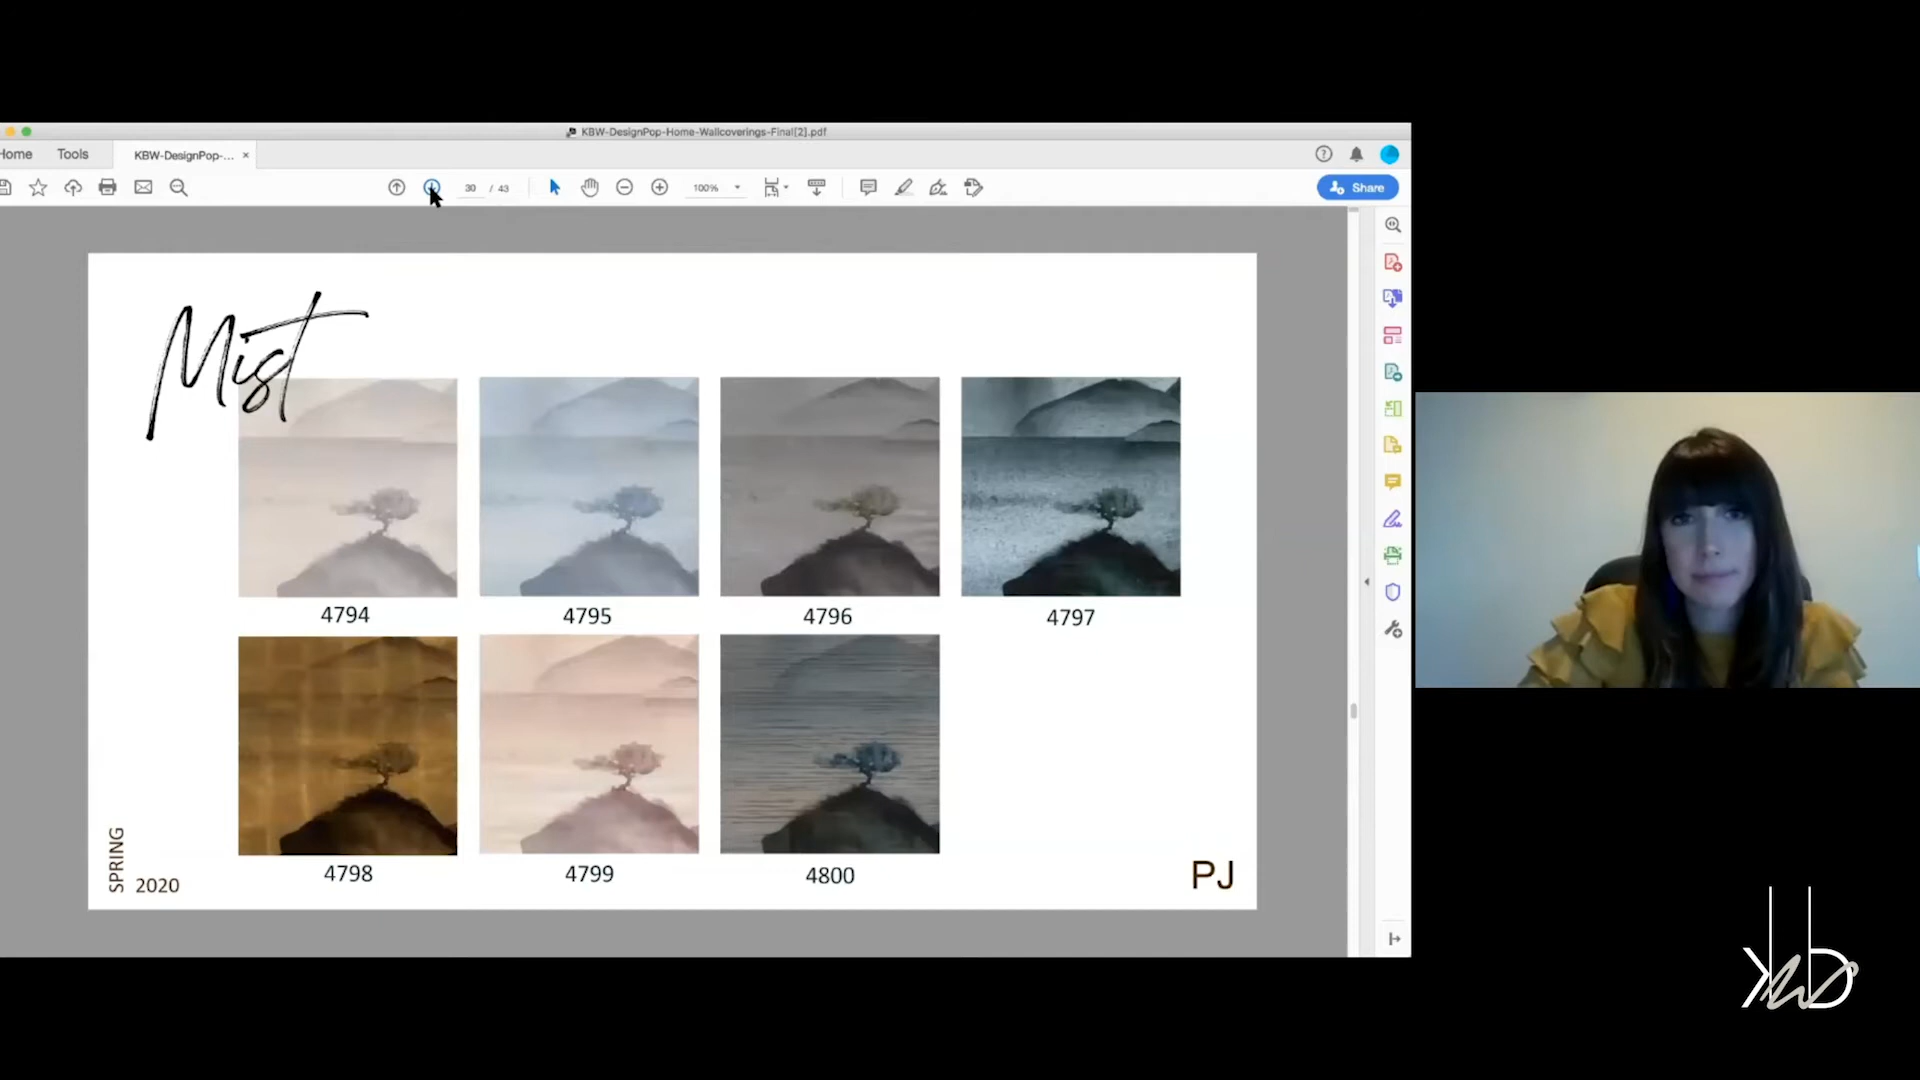 KBW-DesignPop-Home-Wallcoverings-Final[2].pdf
Home Tools KBW-DesignPop-... ×
30 / 43 100% Share
Mist
4794 4795 4796 4797
4798 4799 4800
SPRING
2020
PJ
kwb